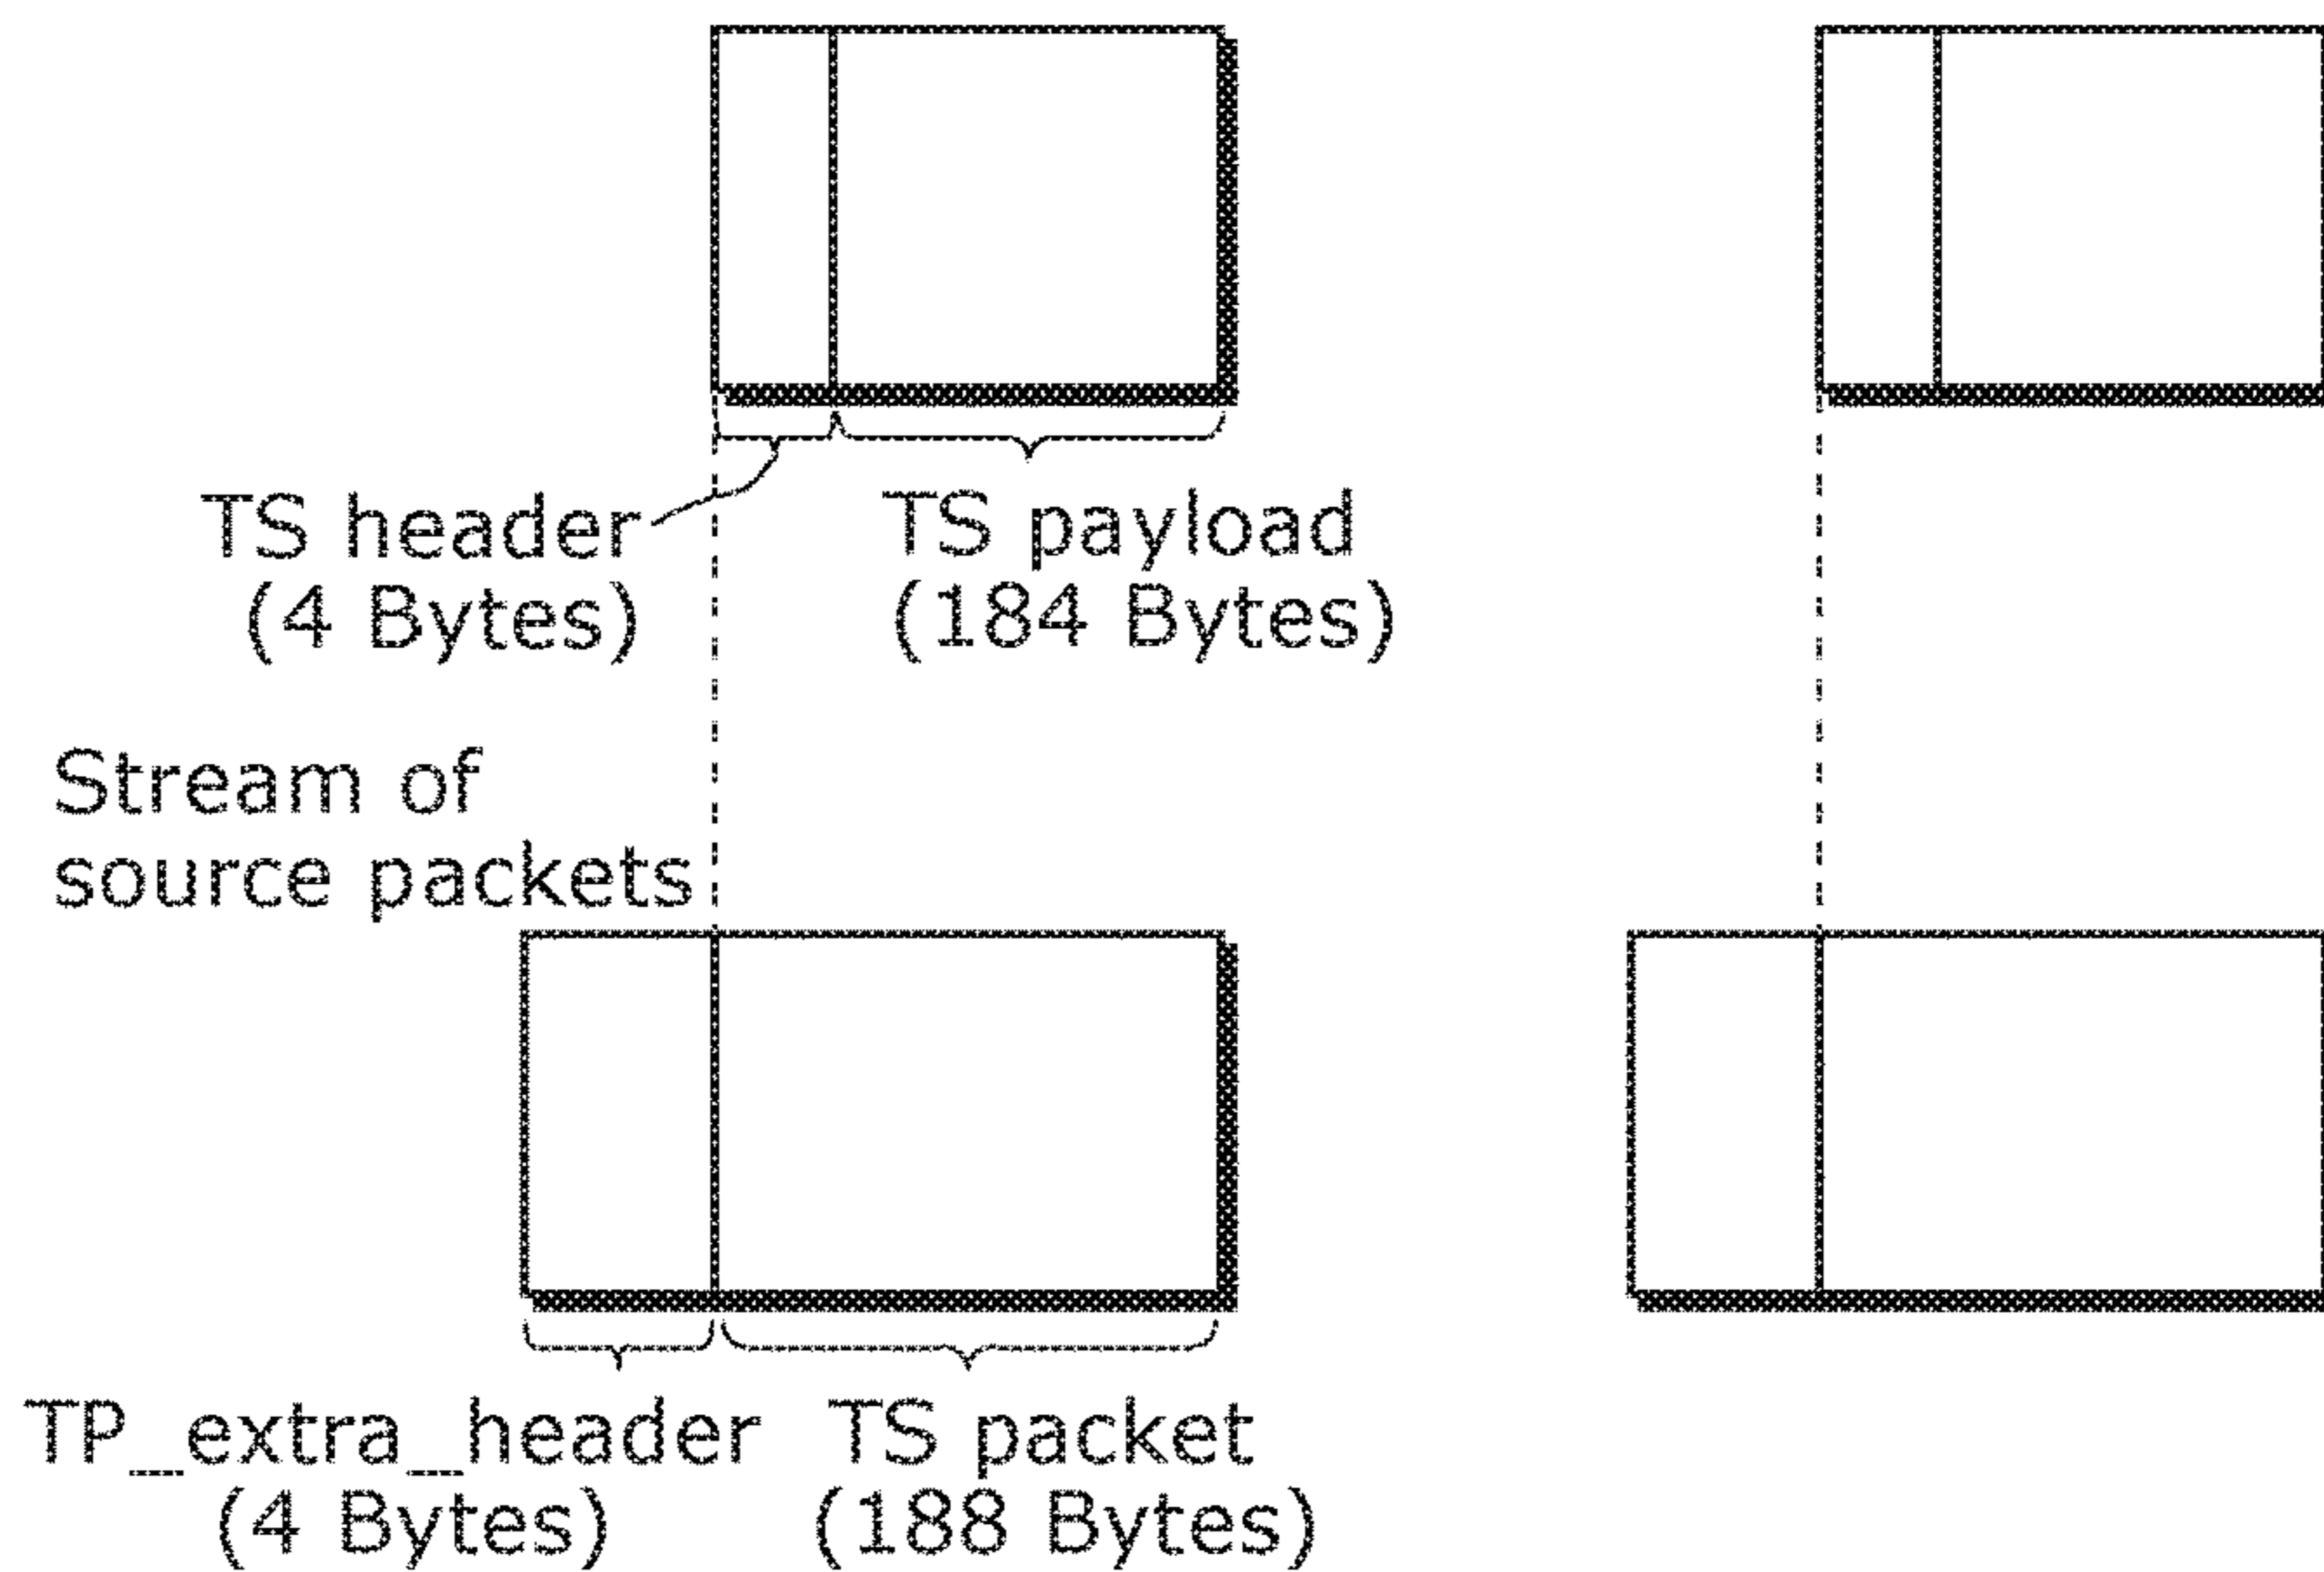 TS header
(4 Bytes)
TS payload
(184 Bytes)
Stream of
source packets
TP_extra_header
(4 Bytes)
TS packet
(188 Bytes)